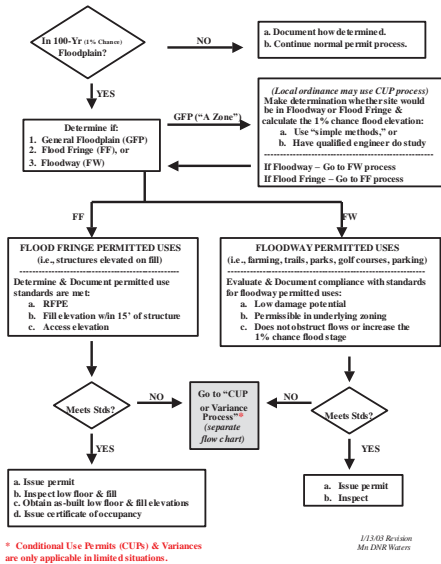 In 100-Yr (1% Chance)
Floodplain?
NO
a. Document how determined.
b. Continue normal permit process.
YES
Determine if:
1. General Floodplain (GFP)
2. Flood Fringe (FF), or
3. Floodway (FW)
GFP ("A Zone")
(Local ordinance may use CUP process)
Make determination whether site would
be in Floodway or Flood Fringe &
calculate the 1% chance flood elevation:
a. Use "simple methods," or
b. Have qualified engineer do study
If Floodway – Go to FW process
If Flood Fringe – Go to FF process
FF
FW
FLOOD FRINGE PERMITTED USES
(i.e., structures elevated on fill)
Determine & Document permitted use
standards are met:
a. RFPE
b. Fill elevation w/in 15' of structure
c. Access elevation
FLOODWAY PERMITTED USES
(i.e., farming, trails, parks, golf courses, parking)
Evaluate & Document compliance with standards
for floodway permitted uses:
a. Low damage potential
b. Permissible in underlying zoning
c. Does not obstruct flows or increase the
1% chance flood stage
Meets Stds?
NO
Go to "CUP
or Variance
Process"*
(separate
flow chart)
NO
Meets Stds?
YES
YES
a. Issue permit
b. Inspect low floor & fill
c. Obtain as-built low floor & fill elevations
d. Issue certificate of occupancy
a. Issue permit
b. Inspect
* Conditional Use Permits (CUPs) & Variances
are only applicable in limited situations.
1/13/03 Revision
Mn DNR Waters